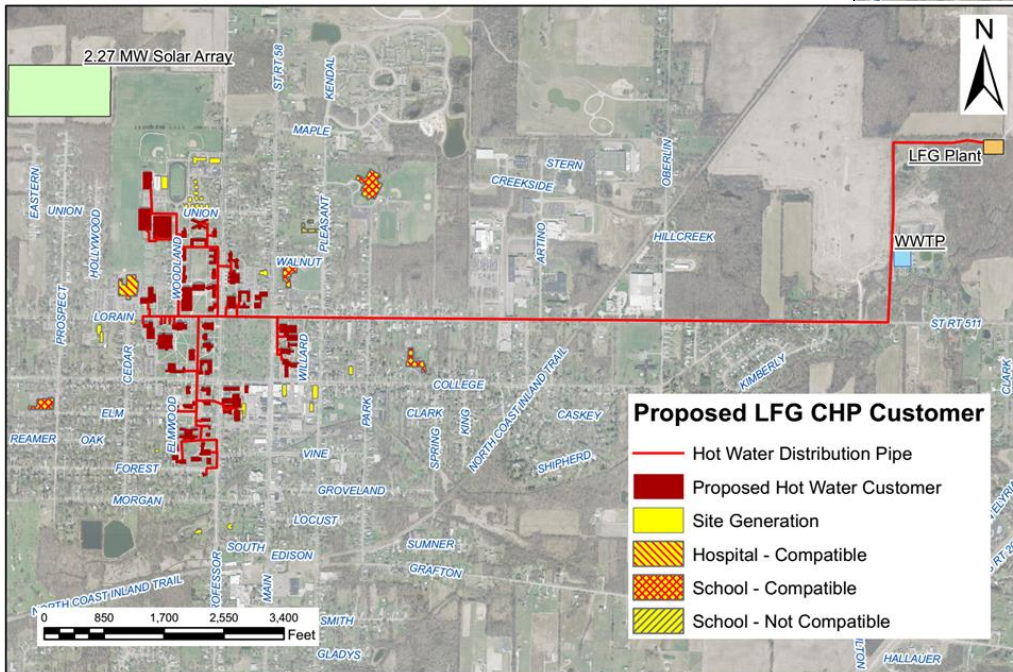 N
2.27 MW Solar Array
ST RT 58
KENDAL
MAPLE
STERN
CREEKSIDE
OBERLIN
LFG Plant
EASTERN
UNION
HOLLYWOOD
UNION
PLEASANT
WOODLAND
WALNUT
ARTINO
HILLCREEK
WWTP
PROSPECT
LORAIN
ST RT 511
CEDAR
WILLARD
KIMBERLY
COLLEGE
PARK
CLARK
SPRING
KING
NORTH COAST INLAND TRAIL
CASKEY
CLARK
REAMER
OAK
ELM
ELMWOOD
FOREST
VINE
SHIPHERD
MORGAN
GROVELAND
LOCUST
SOUTH
EDISON
SUMNER
GRAFTON
NORTH COAST INLAND TRAIL
MAIN
SMITH
GLADYS
HALLAUER
Proposed LFG CHP Customer
Hot Water Distribution Pipe
Proposed Hot Water Customer
Site Generation
Hospital - Compatible
School - Compatible
School - Not Compatible
0 850 1,700 2,550 3,400
Feet